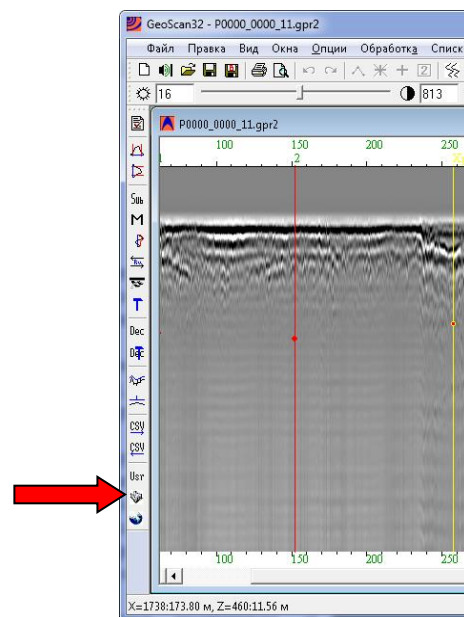 GeoScan32 - P0000_0000_11.gpr2
Файл Правка Вид Окна Опции Обработка Списк
16 813
P0000_0000_11.gpr2
100 150 200 250
2
Sub
M
Dec
Dec
CSV
CSV
Usr
100 150 200 250
X=1738:173.80 м, Z=460:11.56 м